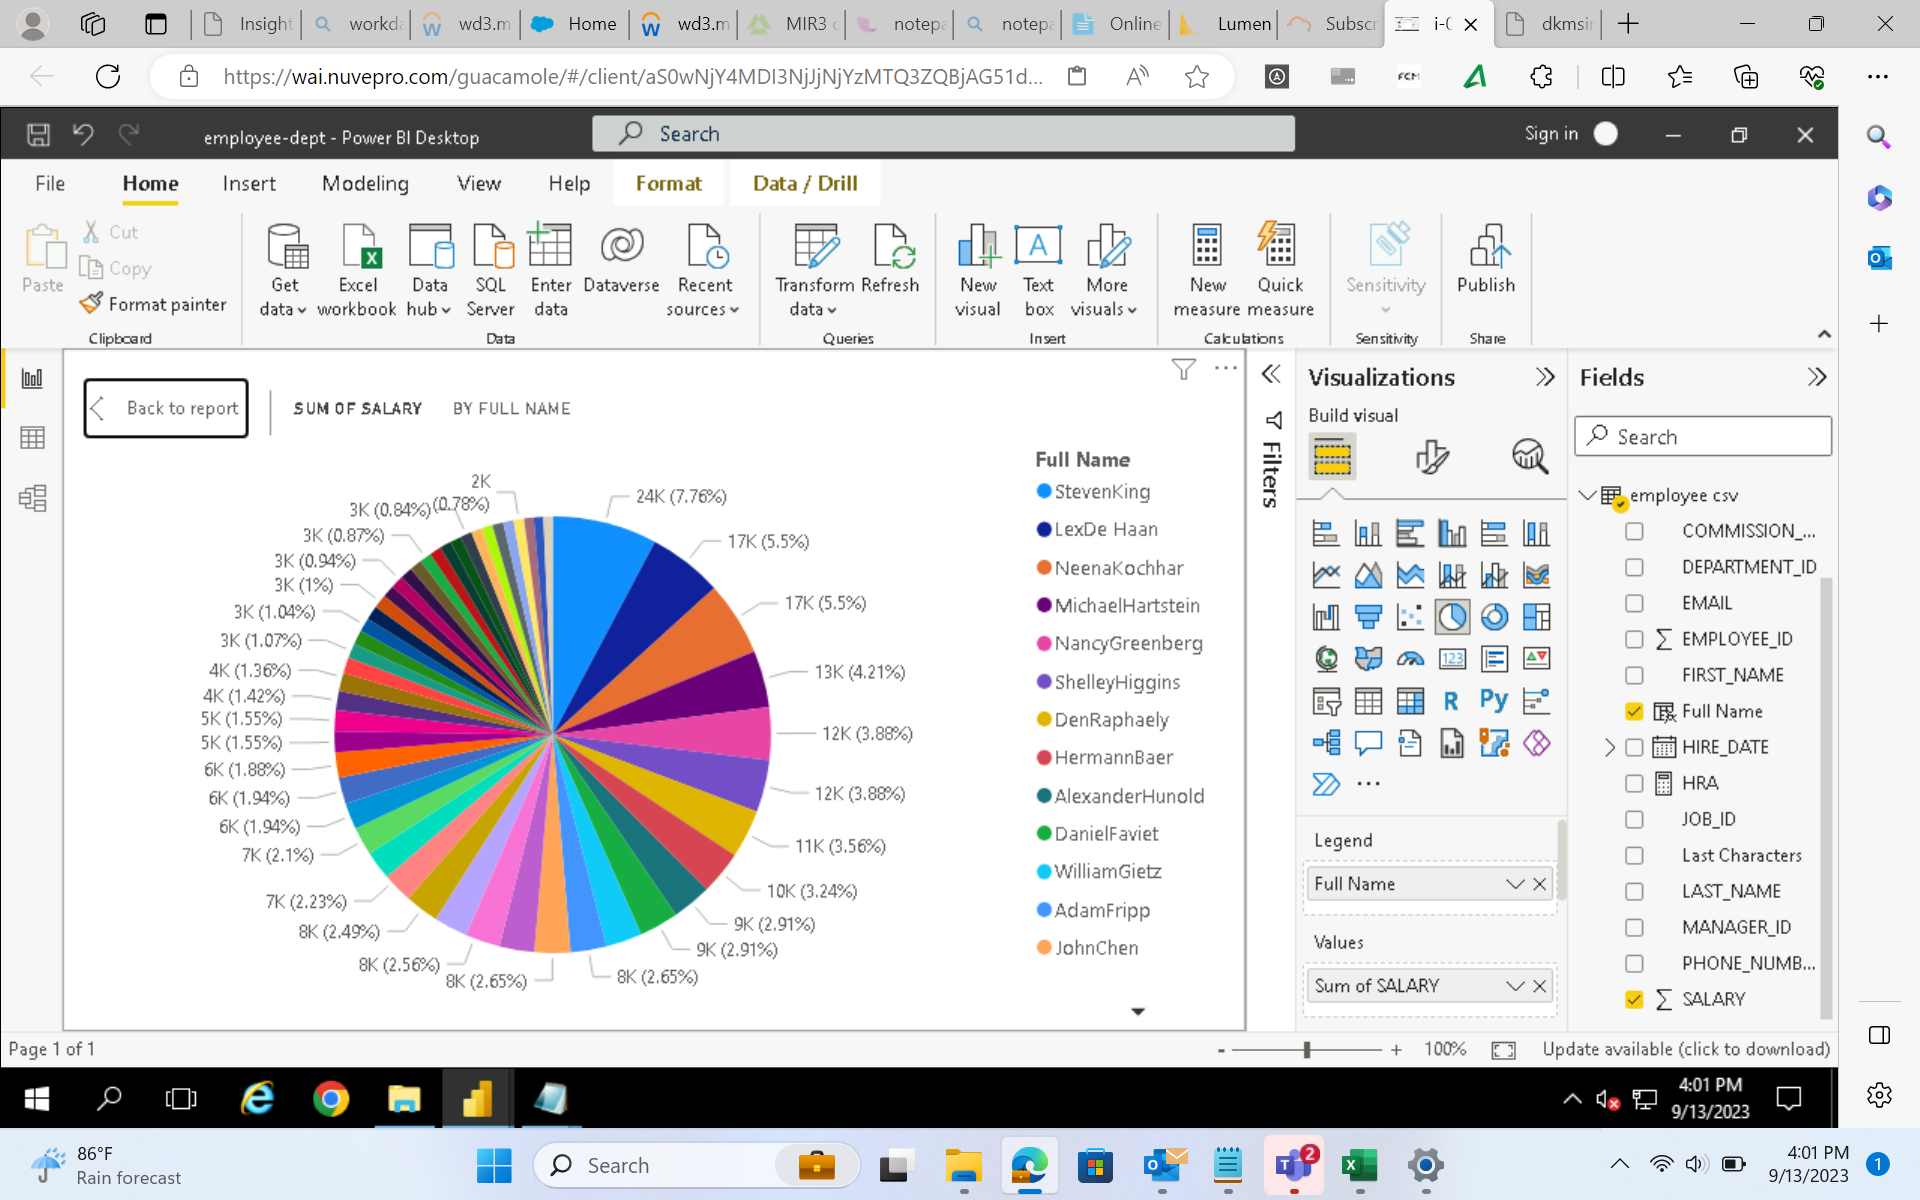 Insight
workda
wd3.m
Home
wd3.m
MIR3 c
notepa
notepa
Online
Lumen
Subscr
i-0
dkmsir
https://wai.nuvepro.com/guacamole/#/client/aS0wNjY4MDI3NjJjNjYzMTQ3ZQBjAG51d...
employee-dept - Power BI Desktop
Search
Sign in
File Home Insert Modeling View Help Format Data / Drill
Paste
Cut
Copy
Format painter
Clipboard
Get data
Excel workbook
Data hub
SQL Server
Enter data
Dataverse
Recent sources
Data
Transform data
Refresh
Queries
New visual
Text box
More visuals
Insert
New measure
Quick measure
Calculations
Sensitivity
Sensitivity
Publish
Share
Back to report
SUM OF SALARY BY FULL NAME
2K
(0.78%)
3K (0.84%)
3K (0.87%)
3K (0.94%)
3K (1%)
3K (1.04%)
3K (1.07%)
4K (1.36%)
4K (1.42%)
5K (1.55%)
5K (1.55%)
6K (1.88%)
6K (1.94%)
6K (1.94%)
7K (2.1%)
7K (2.23%)
8K (2.49%)
8K (2.56%)
8K (2.65%)
24K (7.76%)
17K (5.5%)
17K (5.5%)
13K (4.21%)
12K (3.88%)
12K (3.88%)
11K (3.56%)
10K (3.24%)
9K (2.91%)
9K (2.91%)
8K (2.65%)
Full Name
StevenKing
LexDe Haan
NeenaKochhar
MichaelHartstein
NancyGreenberg
ShelleyHiggins
DenRaphaely
HermannBaer
AlexanderHunold
DanielFaviet
WilliamGietz
AdamFripp
JohnChen
Filters
Visualizations
Build visual
123
R
Py
Legend
Full Name
Values
Sum of SALARY
Fields
Search
employee csv
COMMISSION_...
DEPARTMENT_ID
EMAIL
EMPLOYEE_ID
FIRST_NAME
Full Name
HIRE_DATE
HRA
JOB_ID
Last Characters
LAST_NAME
MANAGER_ID
PHONE_NUMB...
SALARY
Page 1 of 1
- + 100%
Update available (click to download)
4:01 PM
9/13/2023
86°F
Rain forecast
Search
2
4:01 PM
9/13/2023
1